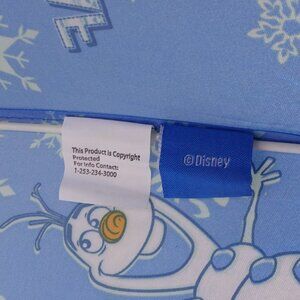 This Product is Copyright
Protected
For Info Contact:
1-253-234-3000
©Disney